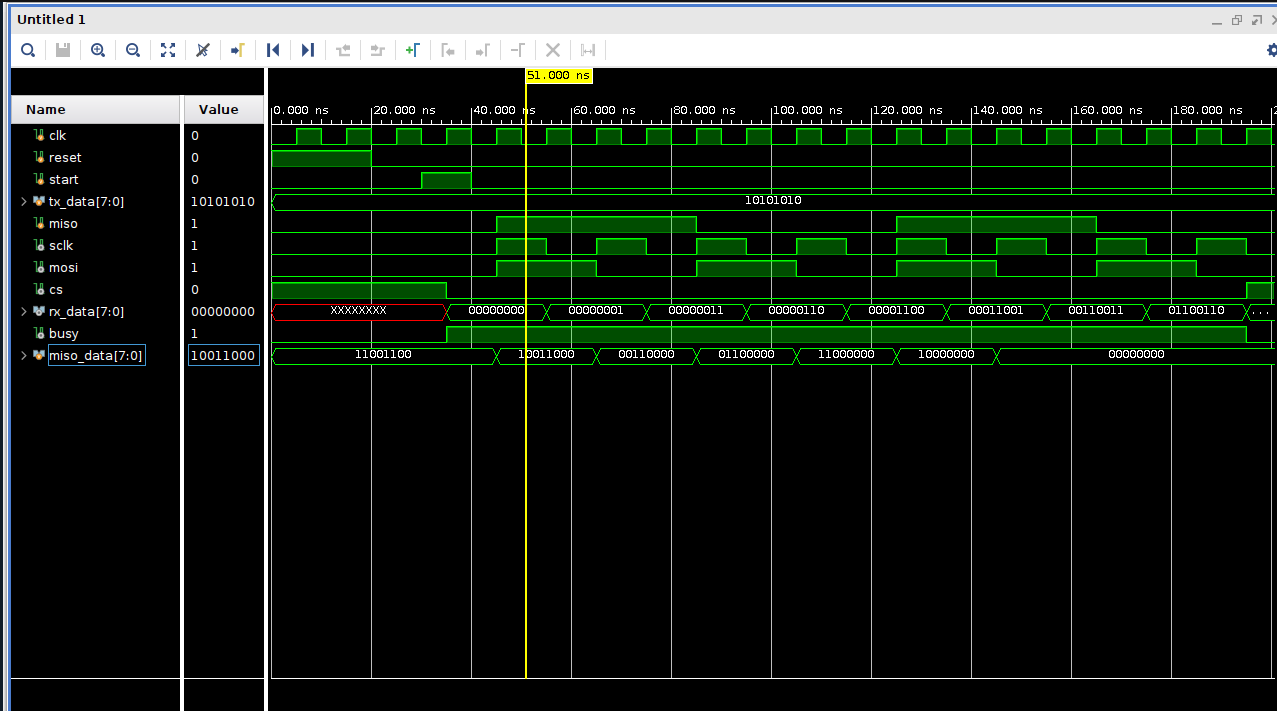 Untitled 1
51.000 ns
Name Value
0.000 ns 20.000 ns 40.000 ns 60.000 ns 80.000 ns 100.000 ns 120.000 ns 140.000 ns 160.000 ns 180.000 ns
clk 0
reset 0
start 0
tx_data[7:0] 10101010 10101010
miso 1
sclk 1
mosi 1
cs 0
rx_data[7:0] 00000000 XXXXXXXX 00000000 00000001 00000011 00000110 00001100 00011001 00110011 01100110 ...
busy 1
miso_data[7:0] 10011000 11001100 10011000 00110000 01100000 11000000 10000000 00000000